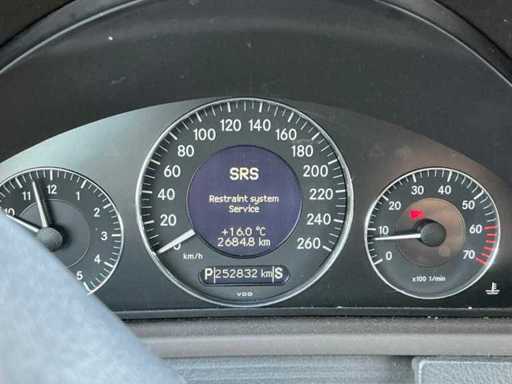 80 100 120 140 160 180
60 200
40 220
20 240
0 260
SRS
Restraint system
Service
+16.0 °C
2684.8 km
km/h
P 252832 km S
VDO
10 11 12 1 2 3 4 5
0 10 20 30 40 50 60 70
x100 1/min